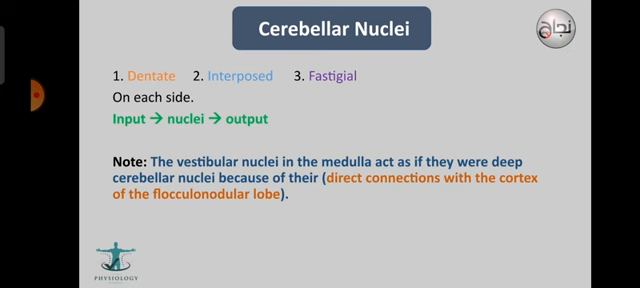 Cerebellar Nuclei
نجاح
1. Dentate 2. Interposed 3. Fastigial
On each side.
Input → nuclei → output
Note: The vestibular nuclei in the medulla act as if they were deep
cerebellar nuclei because of their (direct connections with the cortex
of the flocculonodular lobe).
PHYSIOLOGY